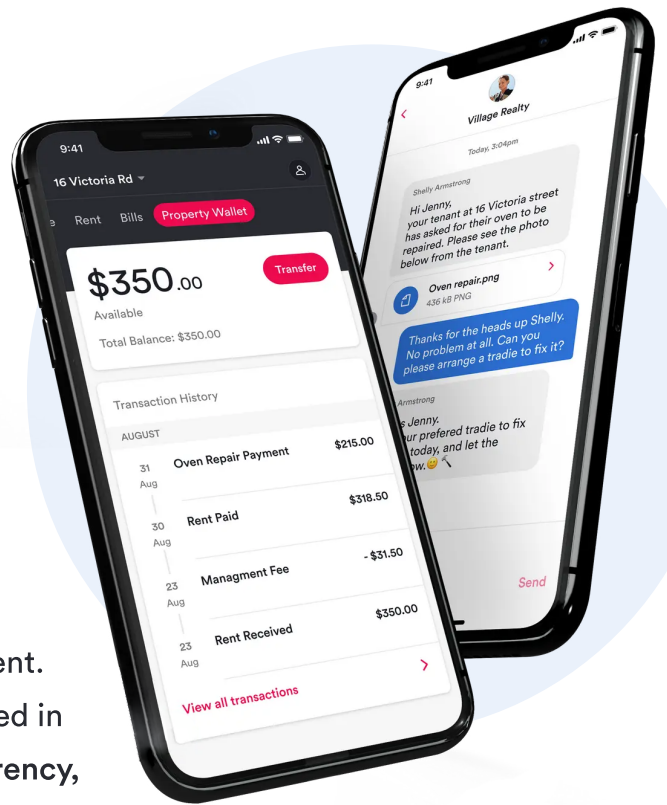 9:41
16 Victoria Rd
Rent Bills Property Wallet
$350.00
Transfer
Available
Total Balance: $350.00
Transaction History
AUGUST
31 Aug Oven Repair Payment $215.00
30 Aug Rent Paid $318.50
23 Aug Managment Fee - $31.50
23 Aug Rent Received $350.00
View all transactions
9:41
Village Realty
Today, 3:04pm
Shelly Armstrong
Hi Jenny,
your tenant at 16 Victoria street
has asked for their oven to be
repaired. Please see the photo
below from the tenant.
Oven repair.png
436 kB PNG
Thanks for the heads up Shelly.
No problem at all. Can you
please arrange a tradie to fix it?
Armstrong
Jenny.
prefered tradie to fix
today, and let the
😊🔨
Send
ed in